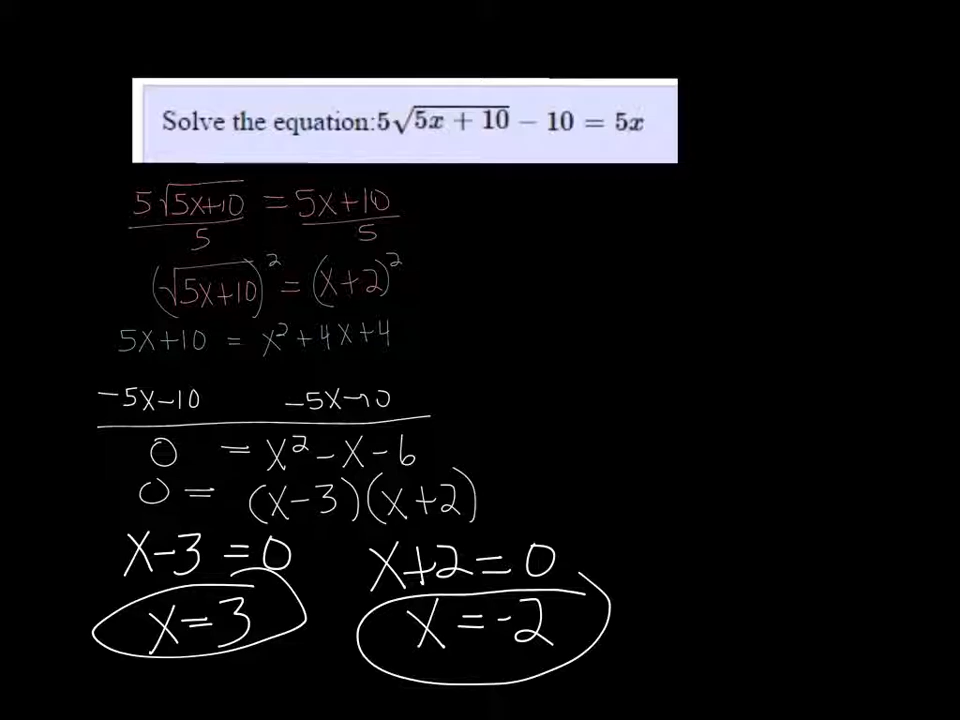 Solve the equation:5√(5x + 10) − 10 = 5x
5√(5x+10) = 5x+10
5 5
(√(5x+10))² = (x+2)²
5x+10 = x²+4x+4
-5x-10 -5x-10
0 = x²-x-6
0 = (x-3)(x+2)
x-3=0 x+2=0
x=3 x=-2